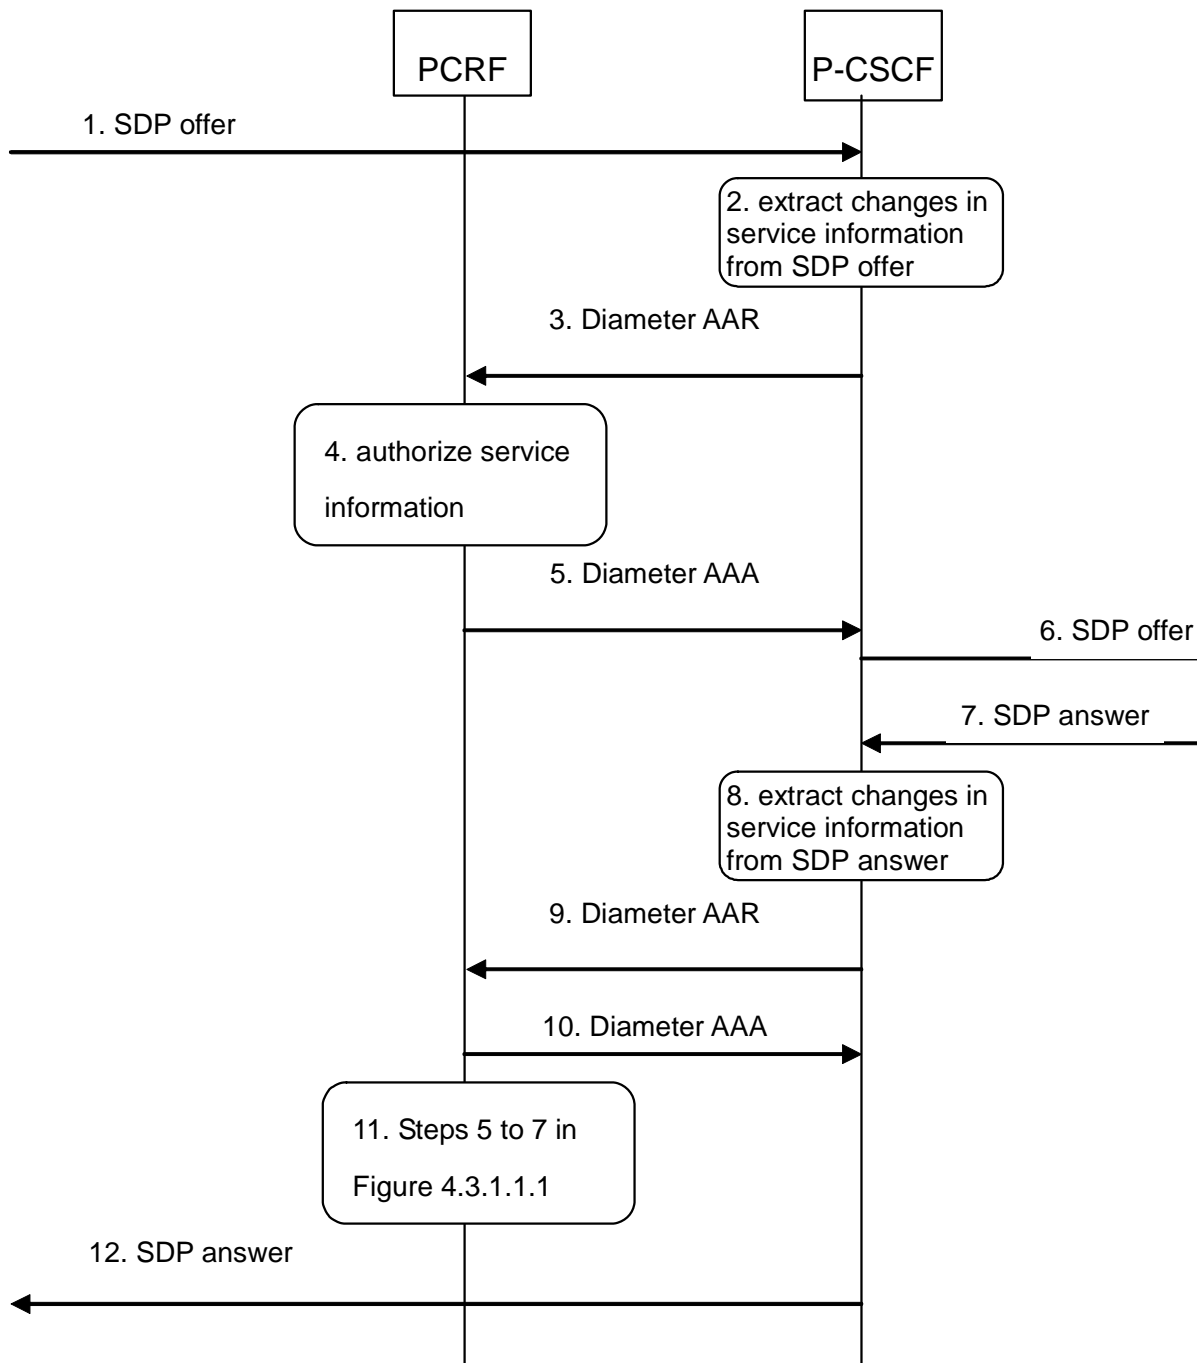 PCRF
P-CSCF
1. SDP offer
2. extract changes in
service information
from SDP offer
3. Diameter AAR
4. authorize service
information
5. Diameter AAA
6. SDP offer
7. SDP answer
8. extract changes in
service information
from SDP answer
9. Diameter AAR
10. Diameter AAA
11. Steps 5 to 7 in
Figure 4.3.1.1.1
12. SDP answer